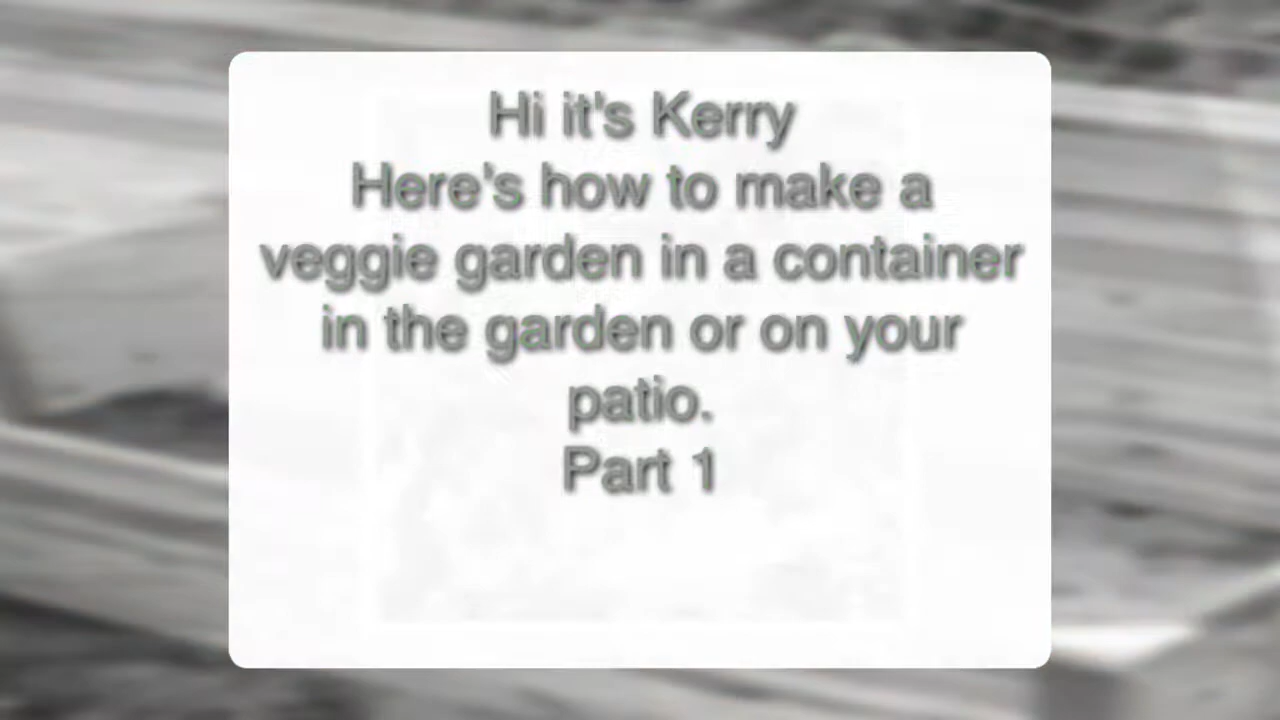 Hi it's Kerry
Here's how to make a
veggie garden in a container
in the garden or on your
patio.
Part 1